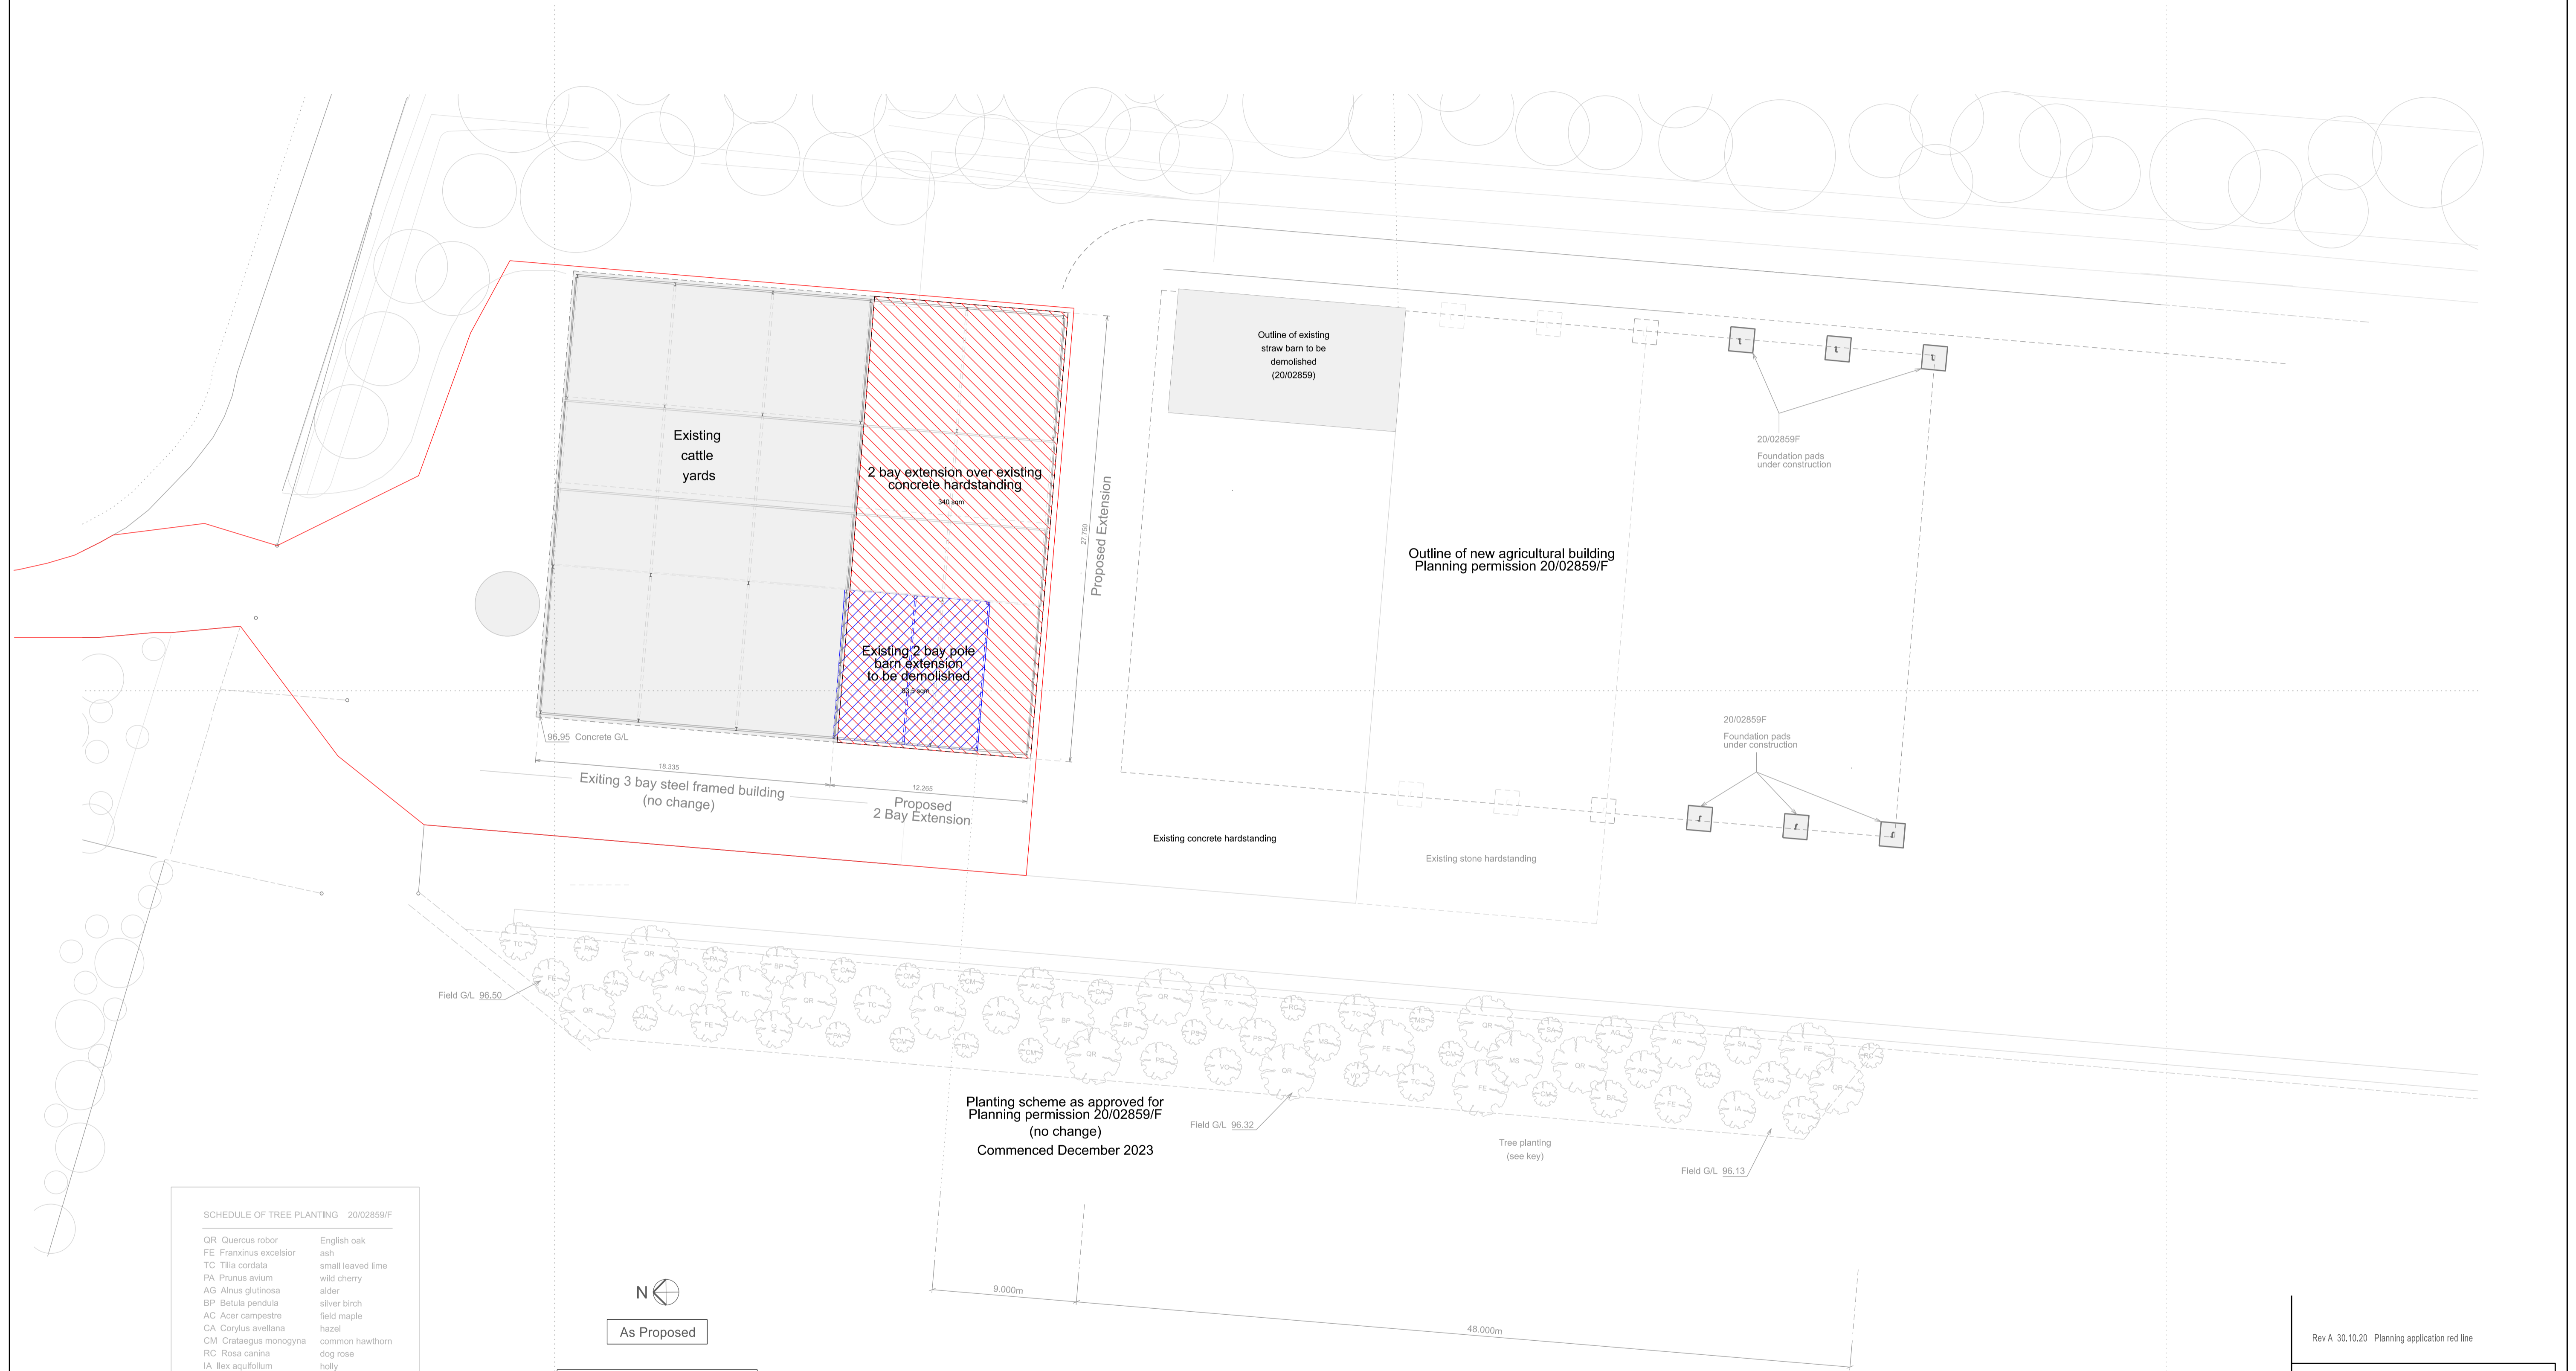 Outline of existing
straw barn to be
demolished
(20/02859)
Existing
cattle
yards
2 bay extension over existing
concrete hardstanding
340 sqm
27.750
Proposed Extension
20/02859F
Foundation pads
under construction
Outline of new agricultural building
Planning permission 20/02859/F
Existing 2 bay pole
barn extension
to be demolished
83.5 sqm
96.95 Concrete G/L
18.335
Exiting 3 bay steel framed building
(no change)
12.265
Proposed
2 Bay Extension
20/02859F
Foundation pads
under construction
Existing concrete hardstanding
Existing stone hardstanding
Field G/L 96.50
Planting scheme as approved for
Planning permission 20/02859/F
(no change)
Commenced December 2023
Field G/L 96.32
Tree planting
(see key)
Field G/L 96.13
SCHEDULE OF TREE PLANTING 20/02859/F
QR Quercus robor English oak
FE Franxinus excelsior ash
TC Tilia cordata small leaved lime
PA Prunus avium wild cherry
AG Alnus glutinosa alder
BP Betula pendula silver birch
AC Acer campestre field maple
CA Corylus avellana hazel
CM Crataegus monogyna common hawthorn
RC Rosa canina dog rose
IA Ilex aquifolium holly
N
As Proposed
9.000m
48.000m
Rev A 30.10.20 Planning application red line